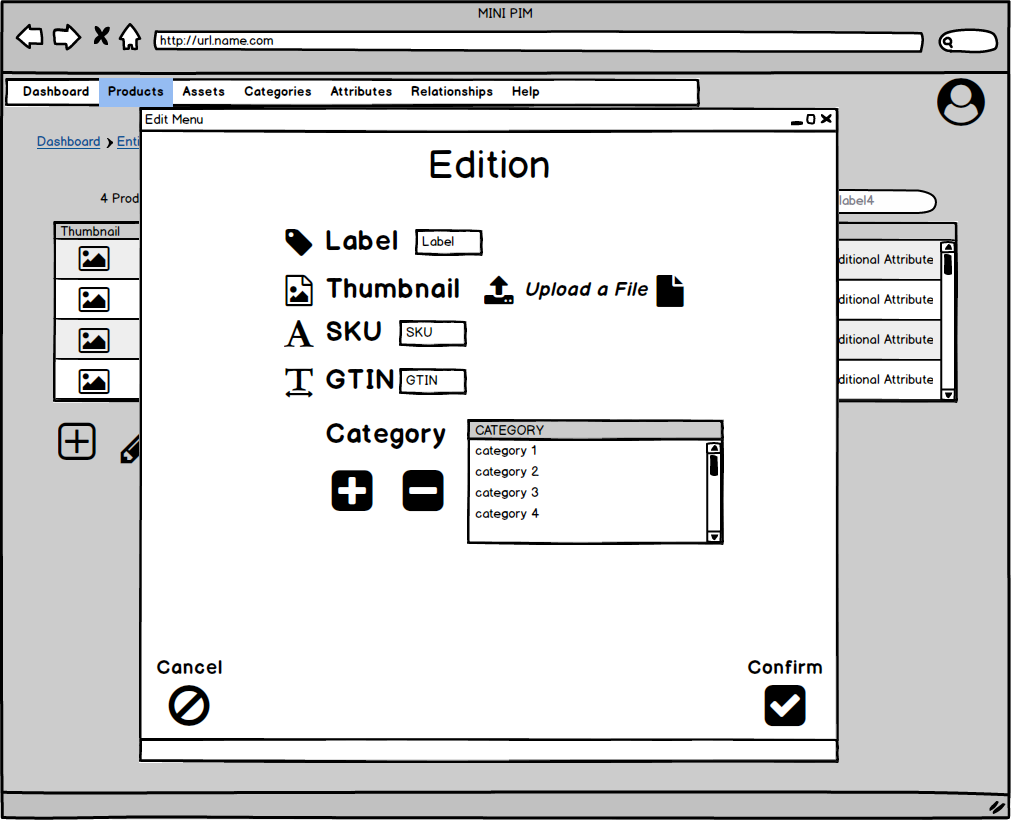 MINI PIM
http://url.name.com
Dashboard Products Assets Categories Attributes Relationships Help
Edit Menu
Dashboard > Enti
Edition
4 Prod
label4
Thumbnail
Label Label
ditional Attribute
Thumbnail Upload a File
ditional Attribute
SKU SKU
ditional Attribute
GTIN GTIN
ditional Attribute
Category
CATEGORY
category 1
category 2
category 3
category 4
Cancel
Confirm